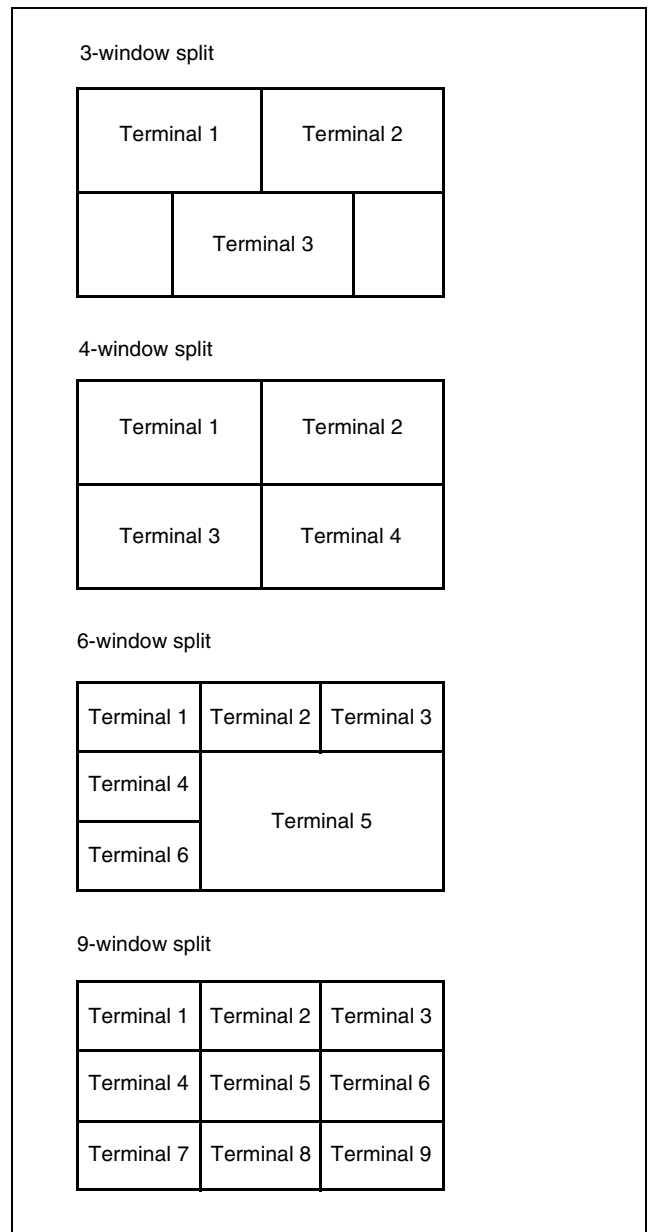 3-window split
Terminal 1 Terminal 2
Terminal 3
4-window split
Terminal 1 Terminal 2
Terminal 3 Terminal 4
6-window split
Terminal 1 Terminal 2 Terminal 3
Terminal 4
Terminal 5
Terminal 6
9-window split
Terminal 1 Terminal 2 Terminal 3
Terminal 4 Terminal 5 Terminal 6
Terminal 7 Terminal 8 Terminal 9